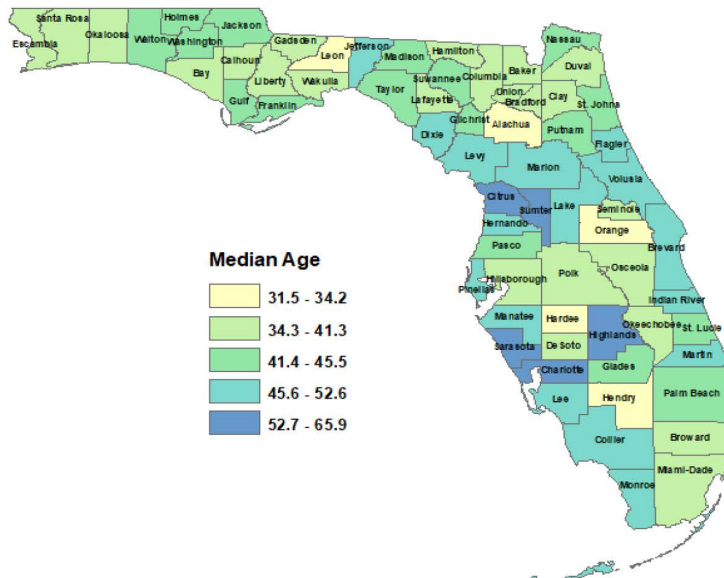 Holmes
Jackson
Santa Rosa
Escambia
Okaloosa
Walton
Washington
Gadsden
Calhoun
Leon
Jefferson
Madison
Hamilton
Nassau
Bay
Liberty
Wakulla
Suwannee
Columbia
Baker
Duval
Gulf
Franklin
Taylor
Lafayette
Union
Bradford
Clay
St. Johns
Gilchrist
Alachua
Putnam
Dixie
Flagler
Levy
Marion
Volusia
Citrus
Sumter
Lake
Seminole
Hernando
Orange
Brevard
Pasco
Median Age
Hillsborough
Polk
Osceola
Pinellas
31.5 - 34.2
Indian River
34.3 - 41.3
Manatee
Hardee
Highlands
Okeechobee
St. Lucie
41.4 - 45.5
Sarasota
DeSoto
Martin
45.6 - 52.6
Charlotte
Glades
52.7 - 65.9
Lee
Hendry
Palm Beach
Collier
Broward
Monroe
Miami-Dade